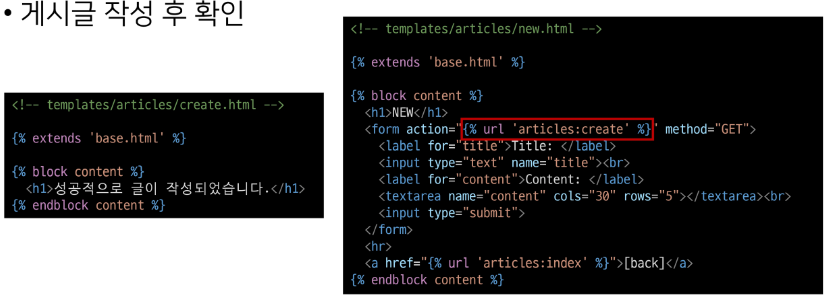 • 게시글 작성 후 확인
<!-- templates/articles/create.html -->
{% extends 'base.html' %}
{% block content %}
<h1>성공적으로 글이 작성되었습니다.</h1>
{% endblock content %}
<!-- templates/articles/new.html -->
{% extends 'base.html' %}
{% block content %}
<h1>NEW</h1>
<form action="{% url 'articles:create' %}" method="GET">
<label for="title">Title: </label>
<input type="text" name="title"><br>
<label for="content">Content: </label>
<textarea name="content" cols="30" rows="5"></textarea><br>
<input type="submit">
</form>
<hr>
<a href="{% url 'articles:index' %}">[back]</a>
{% endblock content %}